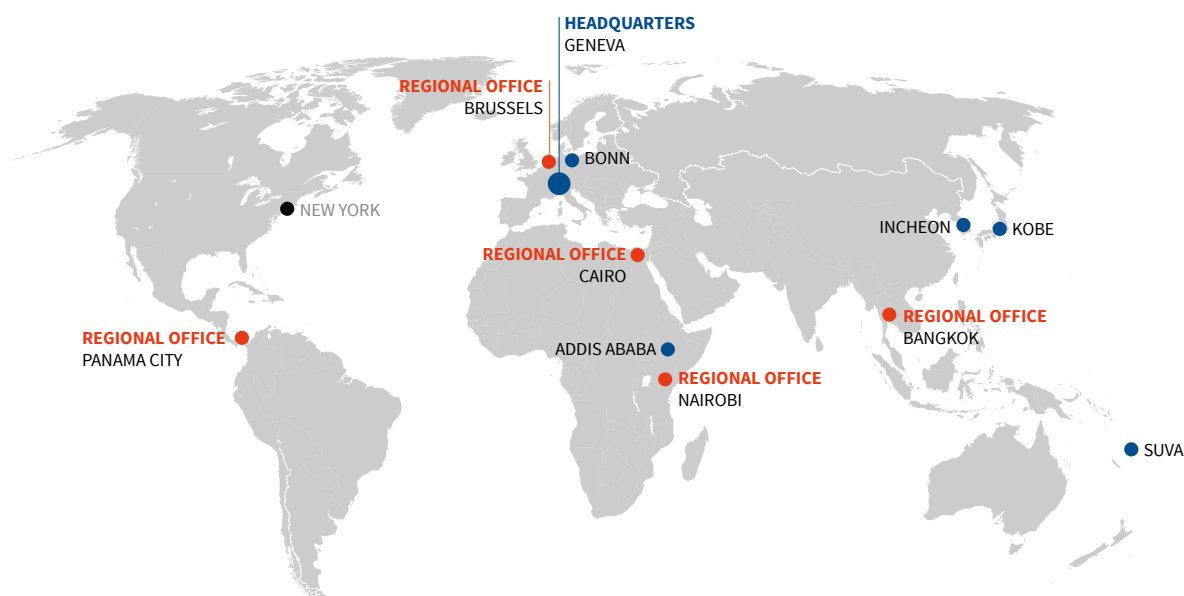 HEADQUARTERS
GENEVA
REGIONAL OFFICE
BRUSSELS
BONN
NEW YORK
INCHEON
KOBE
REGIONAL OFFICE
CAIRO
REGIONAL OFFICE
BANGKOK
REGIONAL OFFICE
PANAMA CITY
ADDIS ABABA
REGIONAL OFFICE
NAIROBI
SUVA